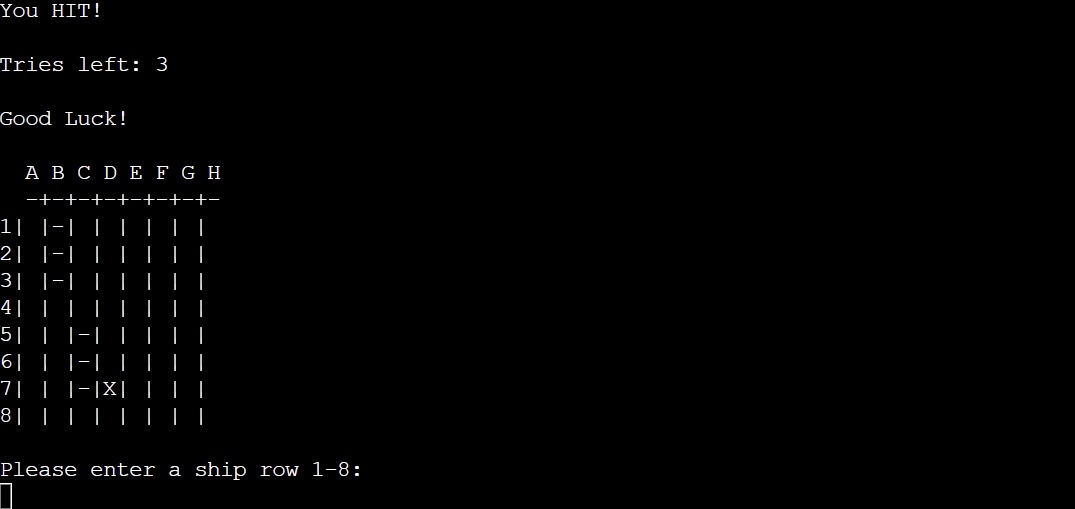 You HIT!
Tries left: 3
Good Luck!
  A B C D E F G H
  -+-+-+-+-+-+-+-
1| |-| | | | | |
2| |-| | | | | |
3| |-| | | | | |
4| | | | | | | |
5| | |-| | | | |
6| | |-| | | | |
7| | |-|X| | | |
8| | | | | | | |
Please enter a ship row 1-8: